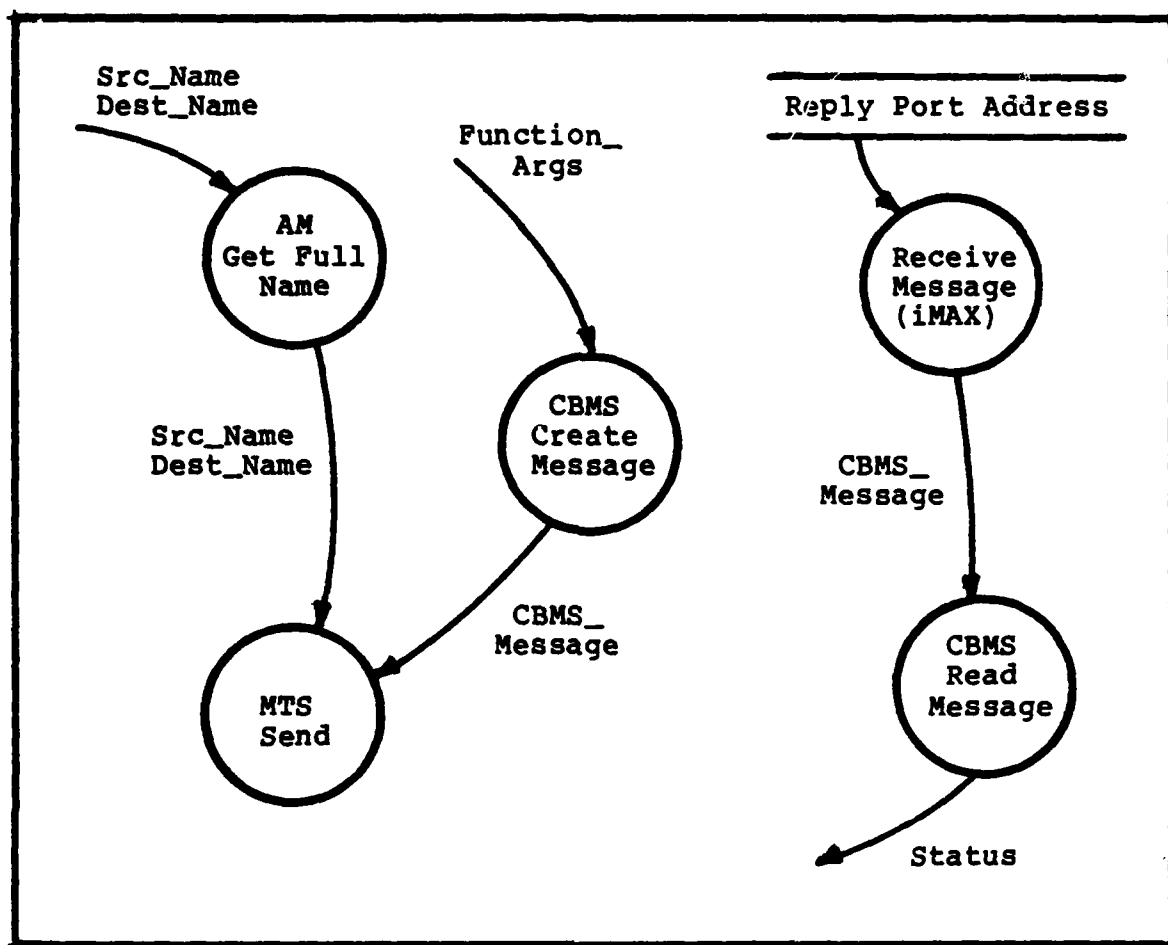 Src_Name
Dest_Name
AM
Get Full
Name
Src_Name
Dest_Name
MTS
Send
Function_
Args
CBMS
Create
Message
CBMS_
Message
Reply Port Address
Receive
Message
(iMAX)
CBMS_
Message
CBMS
Read
Message
Status